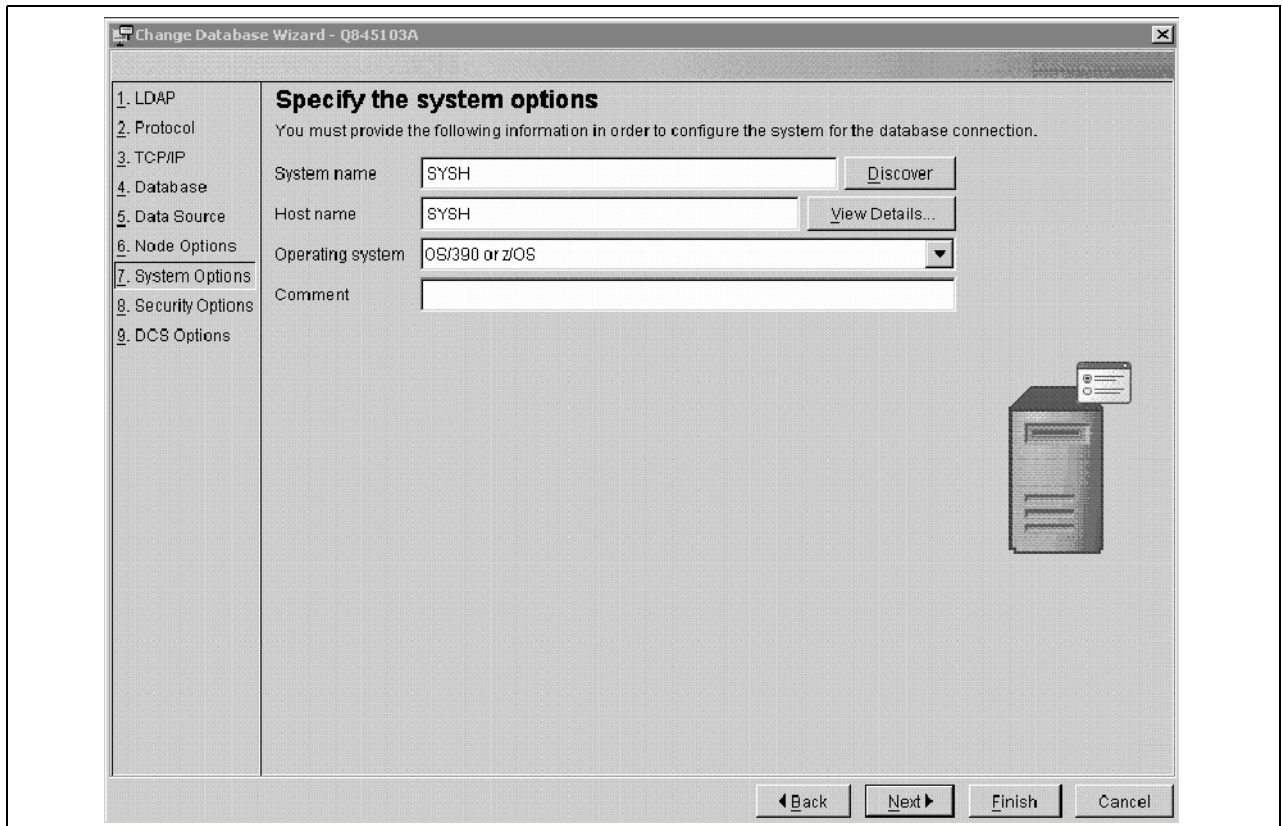 Change Database Wizard - Q845103A
1. LDAP
2. Protocol
3. TCP/IP
4. Database
5. Data Source
6. Node Options
7. System Options
8. Security Options
9. DCS Options
Specify the system options
You must provide the following information in order to configure the system for the database connection.
System name SYSH Discover
Host name SYSH View Details...
Operating system OS/390 or z/OS
Comment
Back Next Finish Cancel